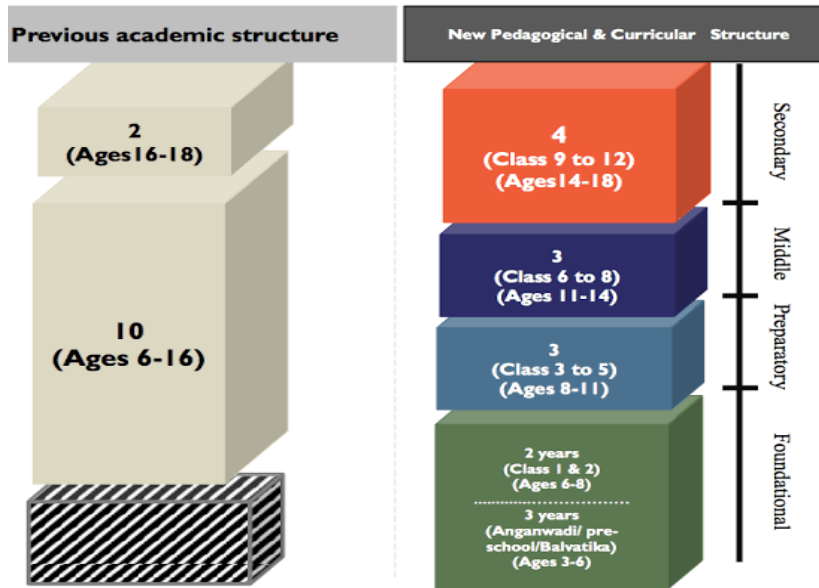 Previous academic structure
2
(Ages16-18)
10
(Ages 6-16)
New Pedagogical & Curricular Structure
4
(Class 9 to 12)
(Ages14-18)
3
(Class 6 to 8)
(Ages 11-14)
3
(Class 3 to 5)
(Ages 8-11)
2 years
(Class 1 & 2)
(Ages 6-8)
3 years
(Anganwadi/ pre-
school/Balvatika)
(Ages 3-6)
Secondary
Middle
Preparatory
Foundational